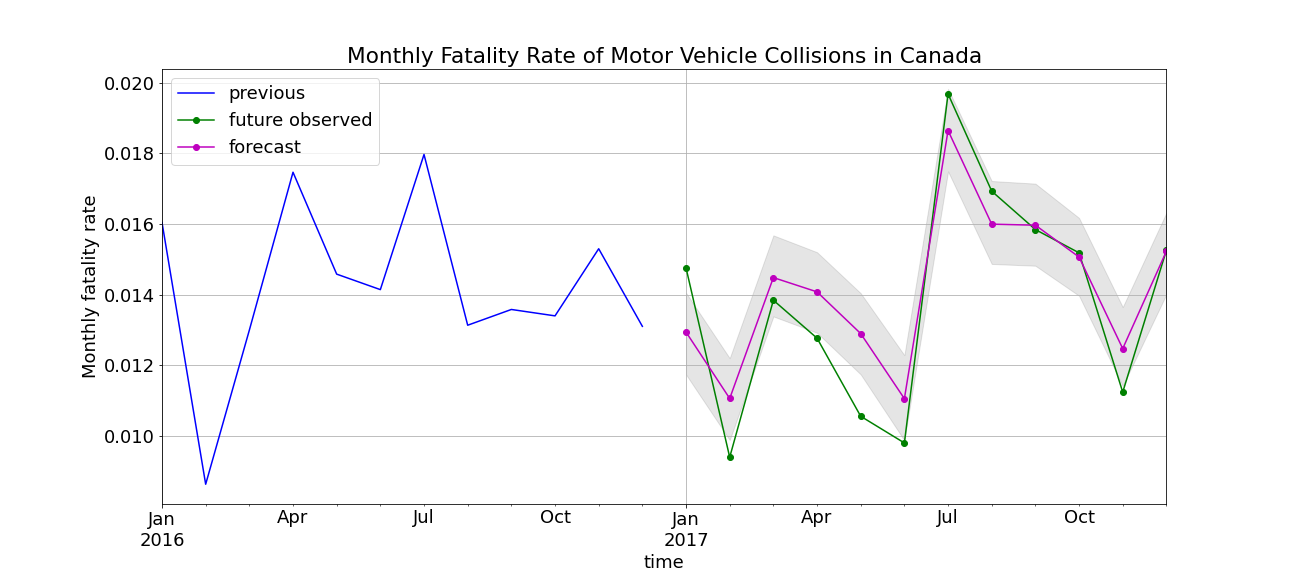 Monthly Fatality Rate of Motor Vehicle Collisions in Canada
previous
future observed
forecast
Monthly fatality rate
0.020
0.018
0.016
0.014
0.012
0.010
Jan Apr Jul Oct Jan Apr Jul Oct
2016 2017
time